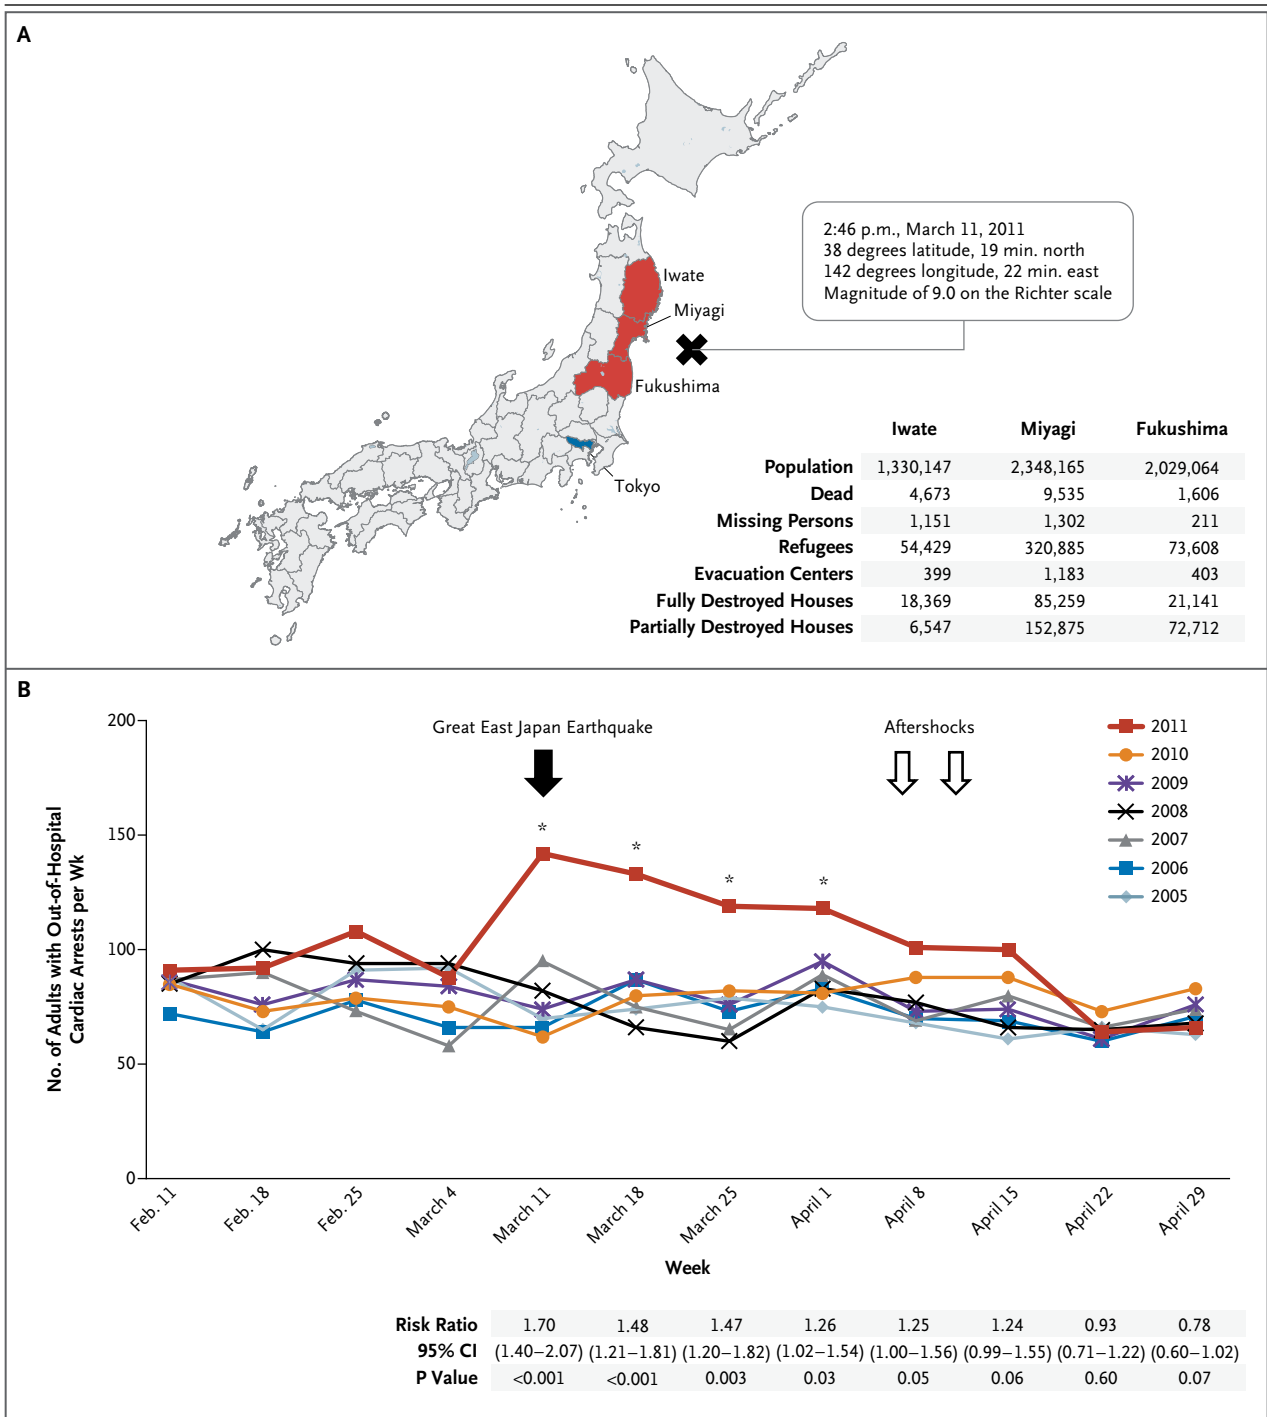 A
2:46 p.m., March 11, 2011
38 degrees latitude, 19 min. north
142 degrees longitude, 22 min. east
Magnitude of 9.0 on the Richter scale
Iwate
Miyagi
Fukushima
Tokyo
Iwate Miyagi Fukushima
Population 1,330,147 2,348,165 2,029,064
Dead 4,673 9,535 1,606
Missing Persons 1,151 1,302 211
Refugees 54,429 320,885 73,608
Evacuation Centers 399 1,183 403
Fully Destroyed Houses 18,369 85,259 21,141
Partially Destroyed Houses 6,547 152,875 72,712
B
No. of Adults with Out-of-Hospital
Cardiac Arrests per Wk
200
150
100
50
0
Great East Japan Earthquake
Aftershocks
*
*
*
*
2011
2010
2009
2008
2007
2006
2005
Feb. 11
Feb. 18
Feb. 25
March 4
March 11
March 18
March 25
April 1
April 8
April 15
April 22
April 29
Week
Risk Ratio 1.70 1.48 1.47 1.26 1.25 1.24 0.93 0.78
95% CI (1.40–2.07) (1.21–1.81) (1.20–1.82) (1.02–1.54) (1.00–1.56) (0.99–1.55) (0.71–1.22) (0.60–1.02)
P Value <0.001 <0.001 0.003 0.03 0.05 0.06 0.60 0.07